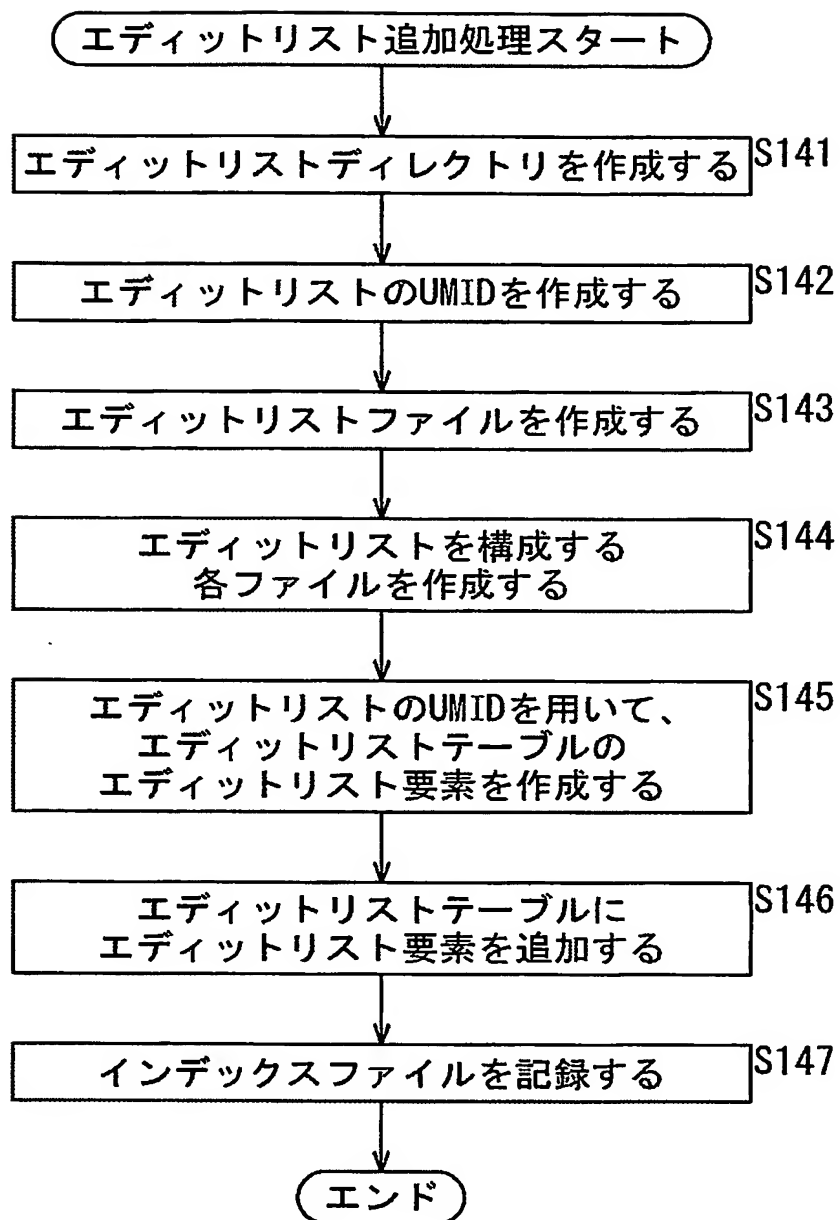 エディットリスト追加処理スタート
エディットリストディレクトリを作成する
S141
エディットリストのUMIDを作成する
S142
エディットリストファイルを作成する
S143
エディットリストを構成する
各ファイルを作成する
S144
エディットリストのUMIDを用いて、
エディットリストテーブルの
エディットリスト要素を作成する
S145
エディットリストテーブルに
エディットリスト要素を追加する
S146
インデックスファイルを記録する
S147
エンド